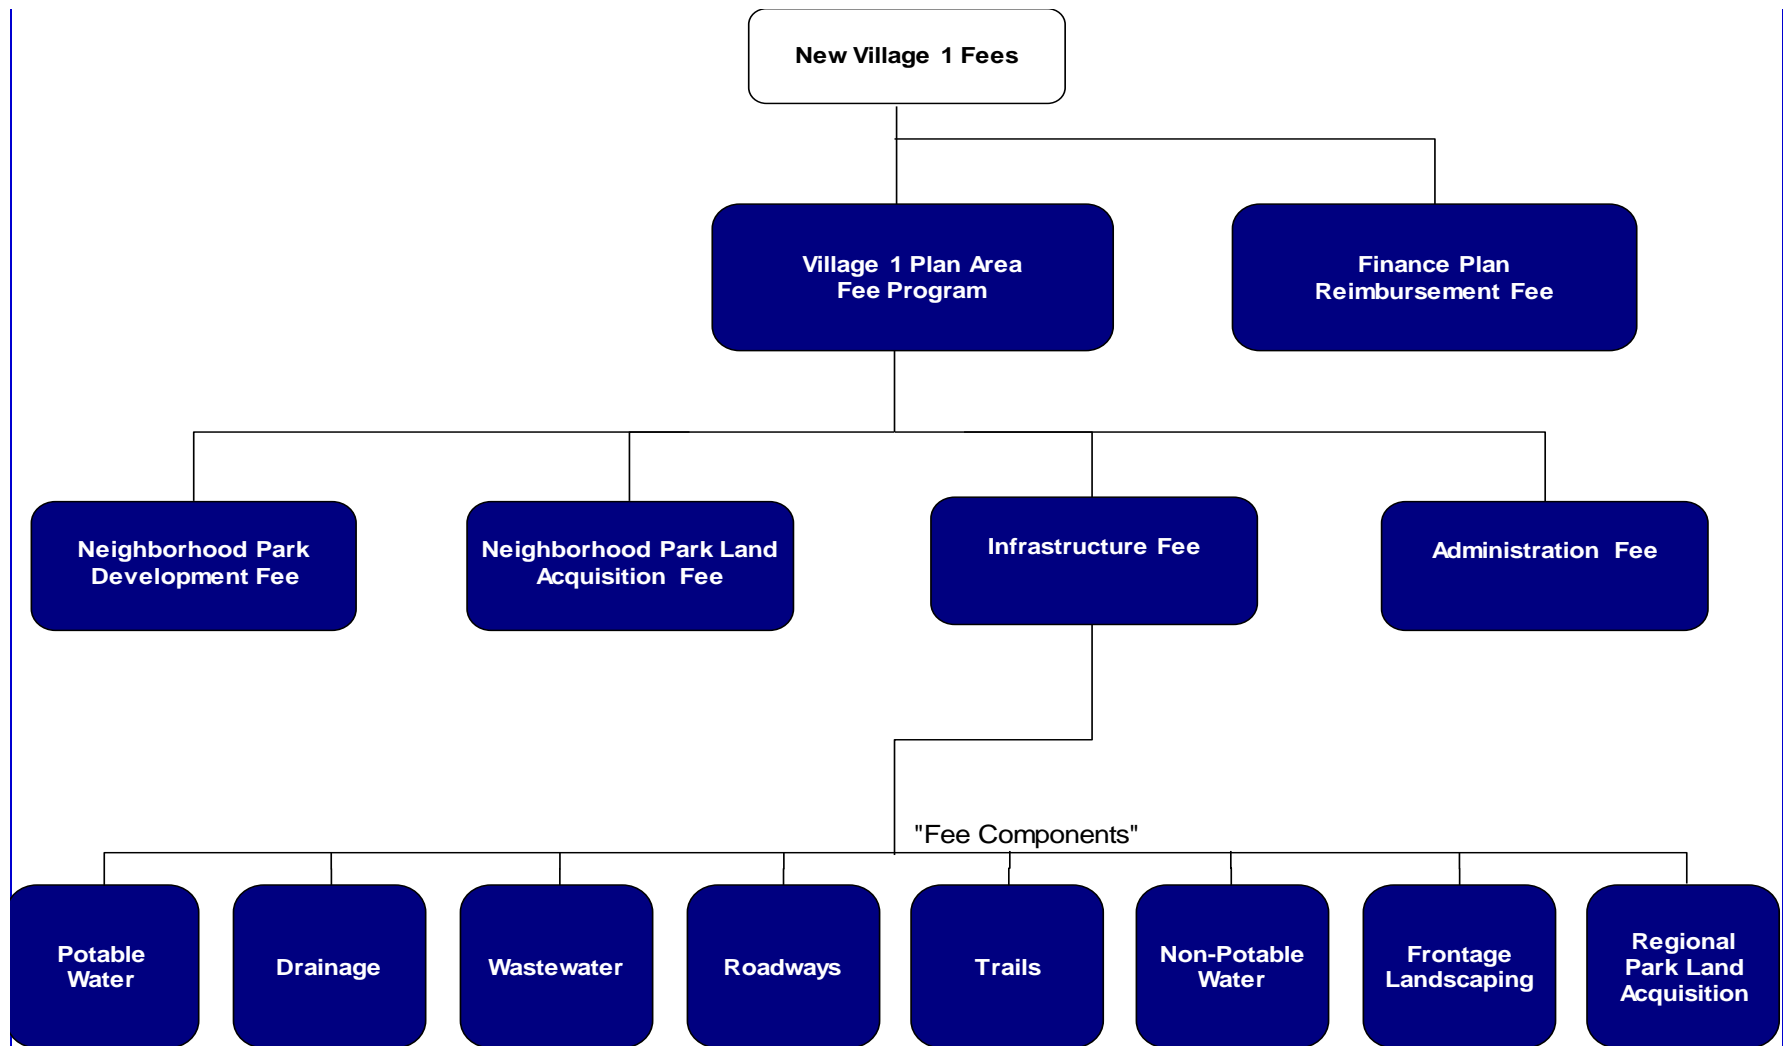 New Village 1 Fees
Village 1 Plan Area
Fee Program
Finance Plan
Reimbursement Fee
Neighborhood Park
Development Fee
Neighborhood Park Land
Acquisition Fee
Infrastructure Fee
Administration Fee
"Fee Components"
Potable
Water
Drainage
Wastewater
Roadways
Trails
Non-Potable
Water
Frontage
Landscaping
Regional
Park Land
Acquisition